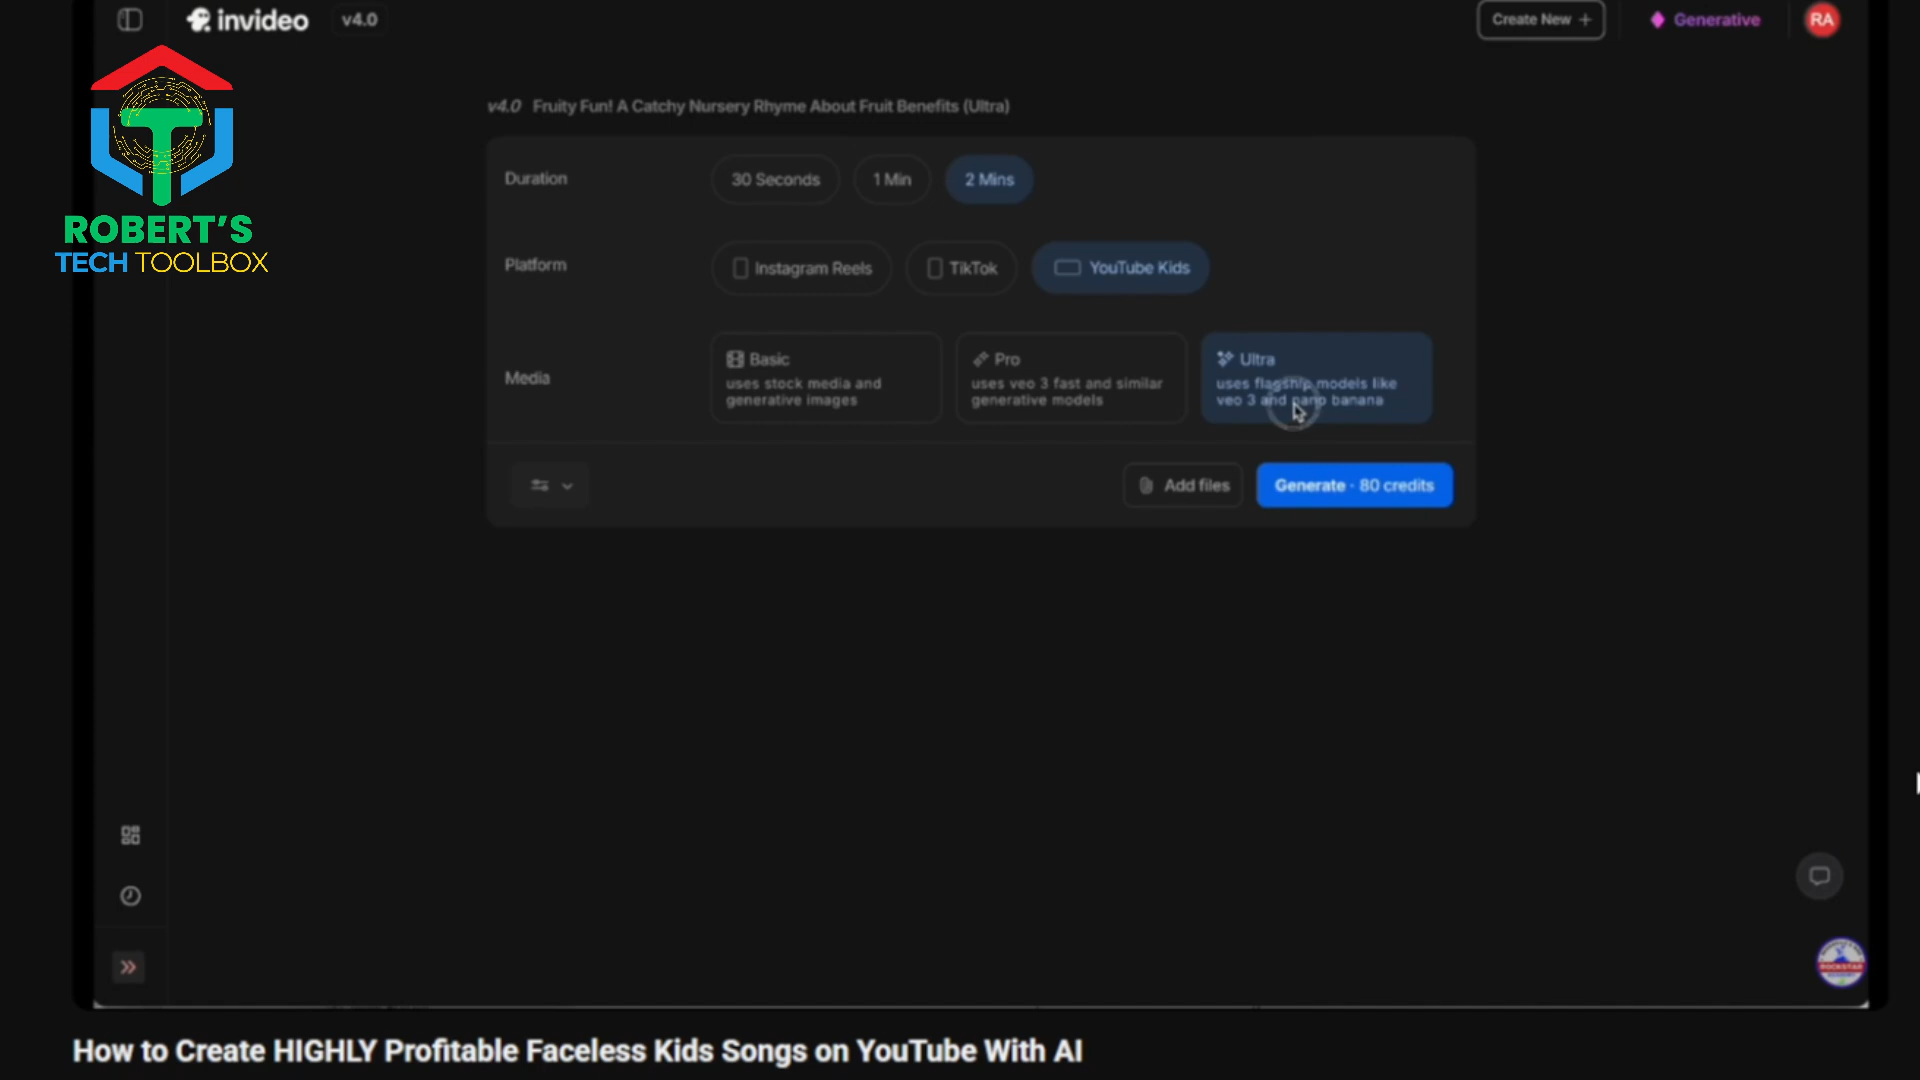 invideo
v4.0
Create New +
Generative
RA
ROBERT'S
TECH TOOLBOX
v4.0 Fruity Fun! A Catchy Nursery Rhyme About Fruit Benefits (Ultra)
Duration
30 Seconds
1 Min
2 Mins
Platform
Instagram Reels
TikTok
YouTube Kids
Media
Basic
uses stock media and
generative images
Pro
uses veo 3 fast and similar
generative models
Ultra
uses flagship models like
veo 3 and nano banana
Add files
Generate · 80 credits
ROCKSTAR
How to Create HIGHLY Profitable Faceless Kids Songs on YouTube With AI